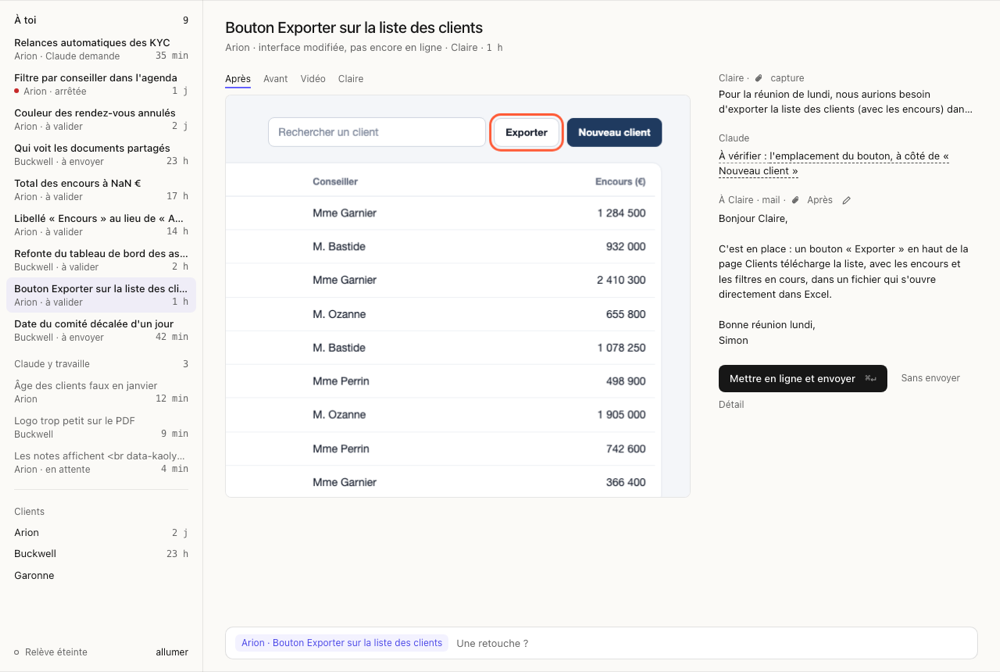 À toi 9
Relances automatiques des KYC
Arion · Claude demande 35 min
Filtre par conseiller dans l'agenda
Arion · arrêtée 1 j
Couleur des rendez-vous annulés
Arion · à valider 2 j
Qui voit les documents partagés
Buckwell · à envoyer 23 h
Total des encours à NaN €
Arion · à valider 17 h
Libellé « Encours » au lieu de « A…
Arion · à valider 14 h
Refonte du tableau de bord des as…
Buckwell · à valider 2 h
Bouton Exporter sur la liste des cli…
Arion · à valider 1 h
Date du comité décalée d'un jour
Buckwell · à envoyer 42 min
Claude y travaille 3
Âge des clients faux en janvier
Arion 12 min
Logo trop petit sur le PDF
Buckwell 9 min
Les notes affichent <br data-kaoly…
Arion · en attente 4 min
Clients
Arion 2 j
Buckwell 23 h
Garonne
Relève éteinte allumer
Bouton Exporter sur la liste des clients
Arion · interface modifiée, pas encore en ligne · Claire · 1 h
Après Avant Vidéo Claire
Rechercher un client Exporter Nouveau client
Conseiller Encours (€)
Mme Garnier 1 284 500
M. Bastide 932 000
Mme Garnier 2 410 300
M. Ozanne 655 800
M. Bastide 1 078 250
Mme Perrin 498 900
M. Ozanne 1 905 000
Mme Perrin 742 600
Mme Garnier 366 400
Claire · capture
Pour la réunion de lundi, nous aurions besoin
d'exporter la liste des clients (avec les encours) dan…
Claude
À vérifier : l'emplacement du bouton, à côté de «
Nouveau client »
À Claire · mail · Après
Bonjour Claire,
C'est en place : un bouton « Exporter » en haut de la
page Clients télécharge la liste, avec les encours et
les filtres en cours, dans un fichier qui s'ouvre
directement dans Excel.
Bonne réunion lundi,
Simon
Mettre en ligne et envoyer ⌘↵ Sans envoyer
Détail
Arion · Bouton Exporter sur la liste des clients Une retouche ?